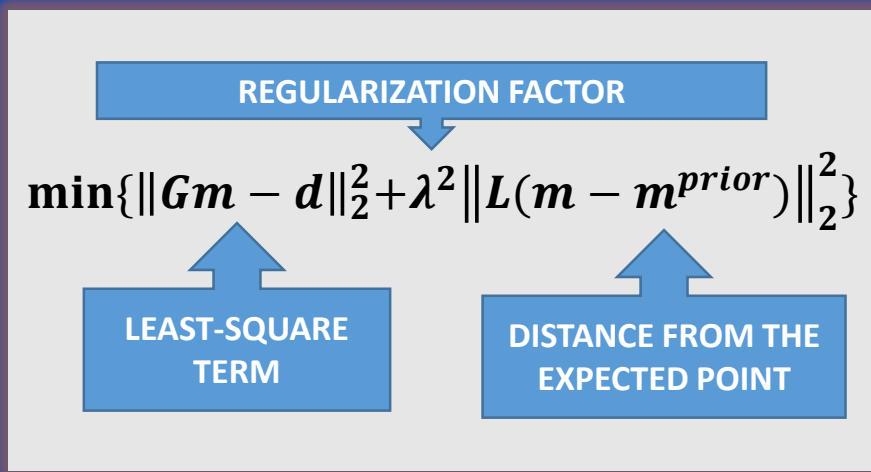 REGULARIZATION FACTOR
min{‖Gm − d‖₂²+λ²‖L(m − m^prior)‖₂²}
LEAST-SQUARE
TERM
DISTANCE FROM THE
EXPECTED POINT